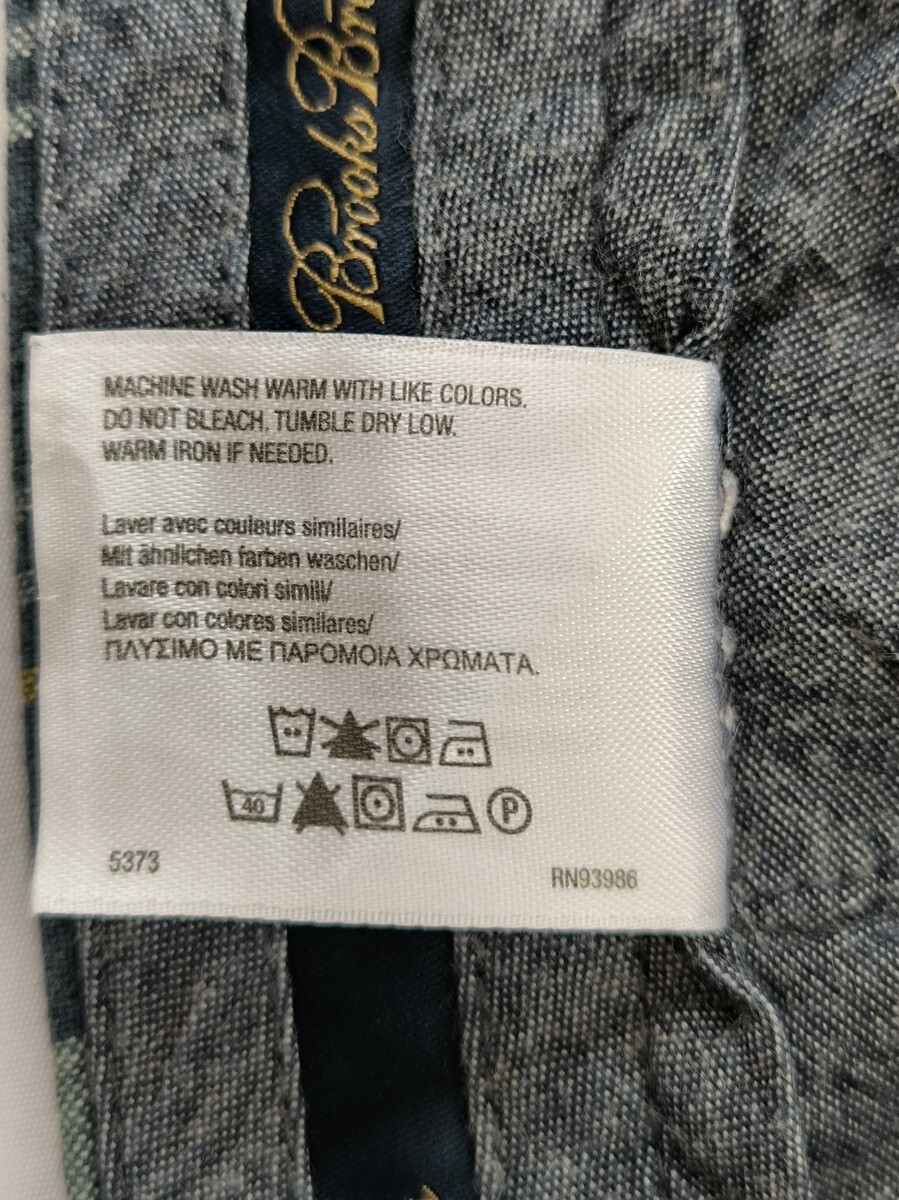 Brooks Bro
MACHINE WASH WARM WITH LIKE COLORS.
DO NOT BLEACH. TUMBLE DRY LOW.
WARM IRON IF NEEDED.
Laver avec couleurs similaires/
Mit ähnlichen farben waschen/
Lavare con colori simili/
Lavar con colores similares/
ΠΛΥΣΙΜΟ ΜΕ ΠΑΡΟΜΟΙΑ ΧΡΩΜΑΤΑ.
40 P
5373 RN93986